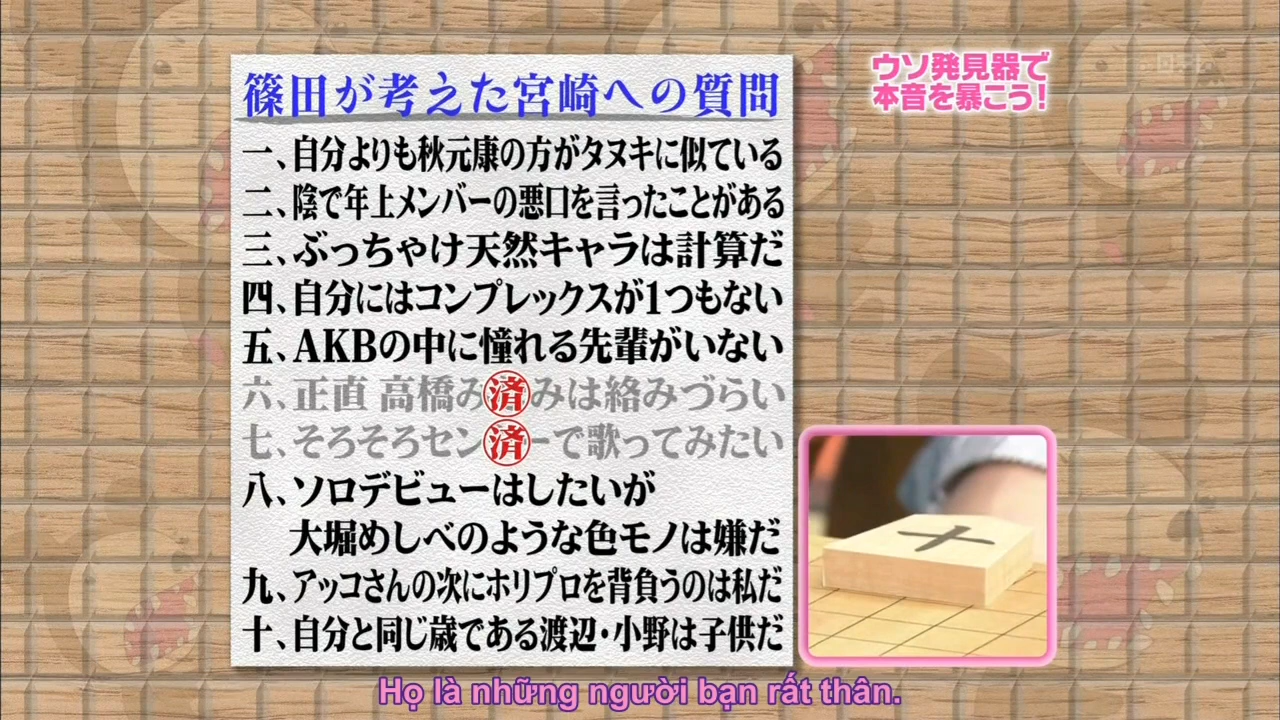 篠田が考えた宮崎への質問
ウソ発見器で
本音を暴こう!
一、自分よりも秋元康の方がタヌキに似ている
二、陰で年上メンバーの悪口を言ったことがある
三、ぶっちゃけ天然キャラは計算だ
四、自分にはコンプレックスが1つもない
五、AKBの中に憧れる先輩がいない
六、正直 高橋み済みは絡みづらい
七、そろそろセン済ーで歌ってみたい
八、ソロデビューはしたいが
大堀めしべのような色モノは嫌だ
九、アッコさんの次にホリプロを背負うのは私だ
十、自分と同じ歳である渡辺・小野は子供だ
十
Họ là những người bạn rất thân.